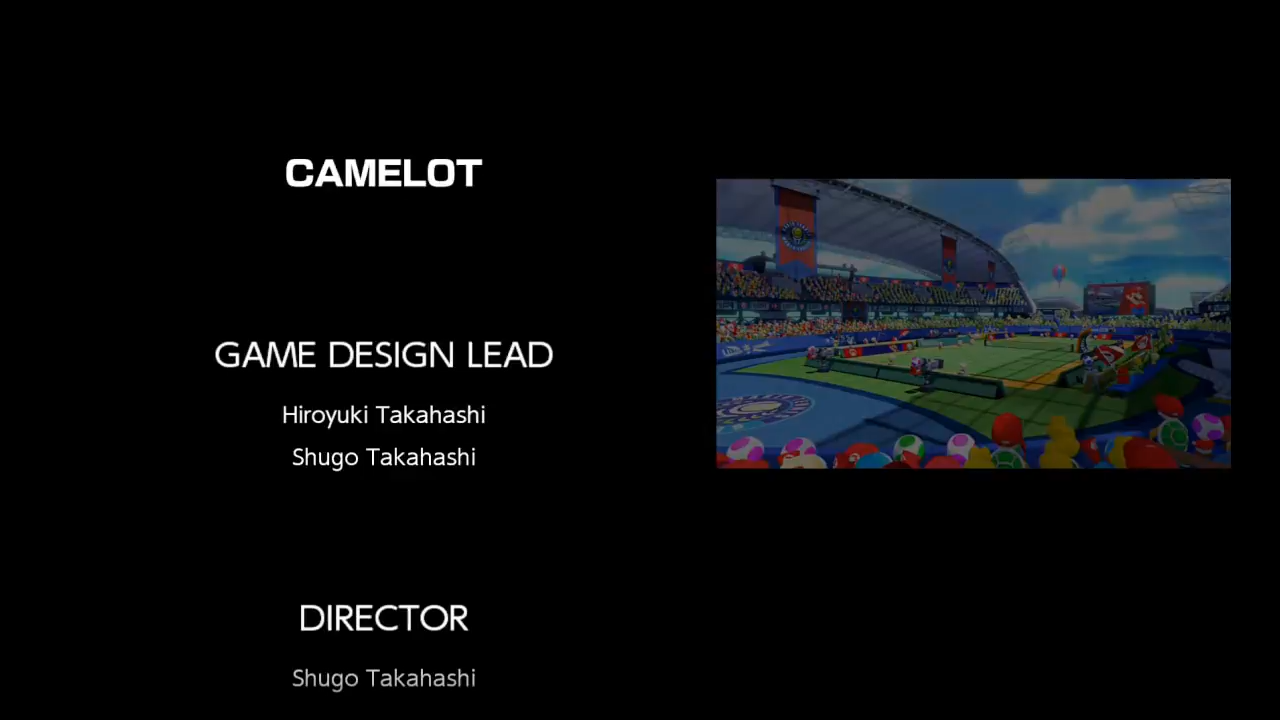 CAMELOT
GAME DESIGN LEAD
Hiroyuki Takahashi
Shugo Takahashi
DIRECTOR
Shugo Takahashi